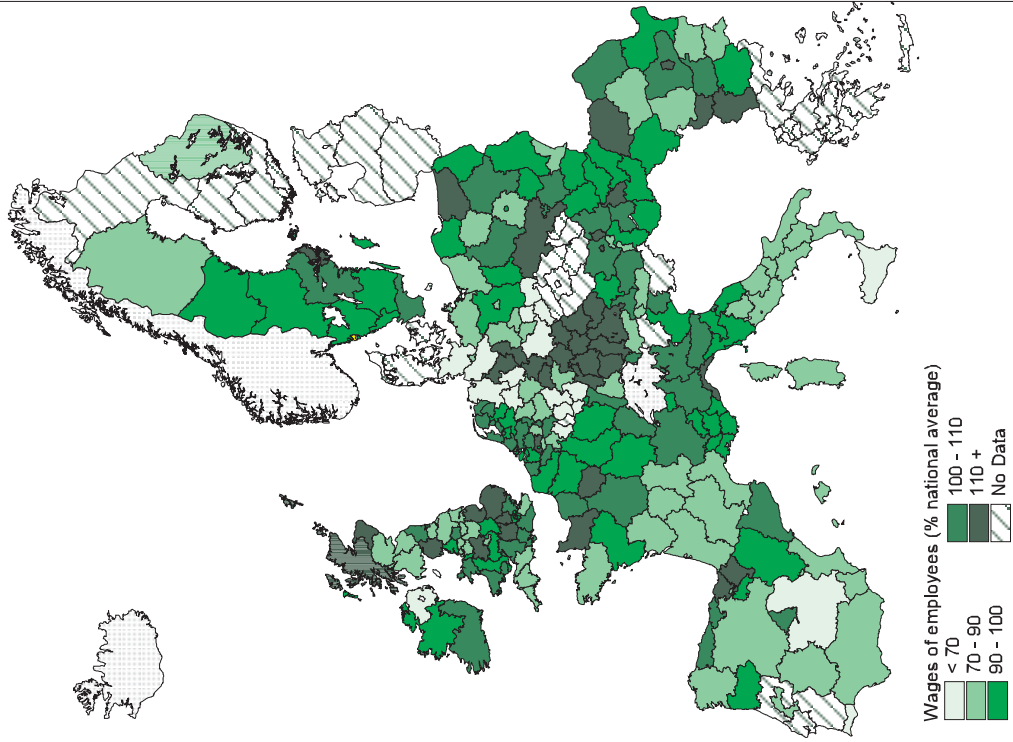 Wages of employees (% national average)
< 70
70 - 90
90 - 100
100 - 110
110 +
No Data